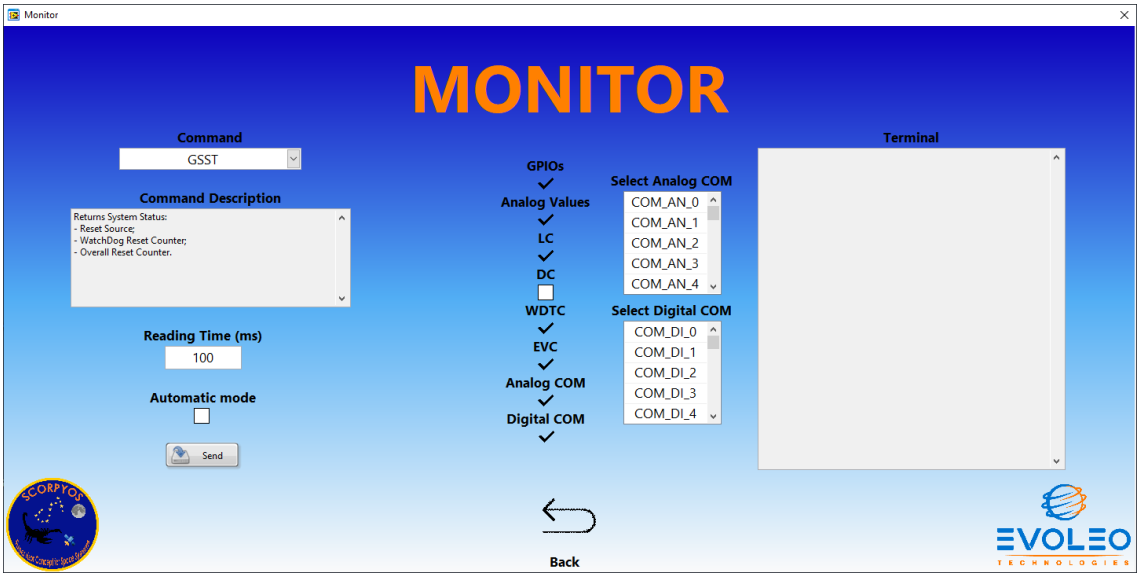 Monitor
MONITOR
Command
GSST
Command Description
Returns System Status:
- Reset Source;
- WatchDog Reset Counter;
- Overall Reset Counter.
Reading Time (ms)
100
Automatic mode
Send
GPIOs
Analog Values
LC
DC
WDTC
EVC
Analog COM
Digital COM
Select Analog COM
COM_AN_0
COM_AN_1
COM_AN_2
COM_AN_3
COM_AN_4
Select Digital COM
COM_DI_0
COM_DI_1
COM_DI_2
COM_DI_3
COM_DI_4
Terminal
Back
SCORPYOS
EVOLEO
TECHNOLOGIES